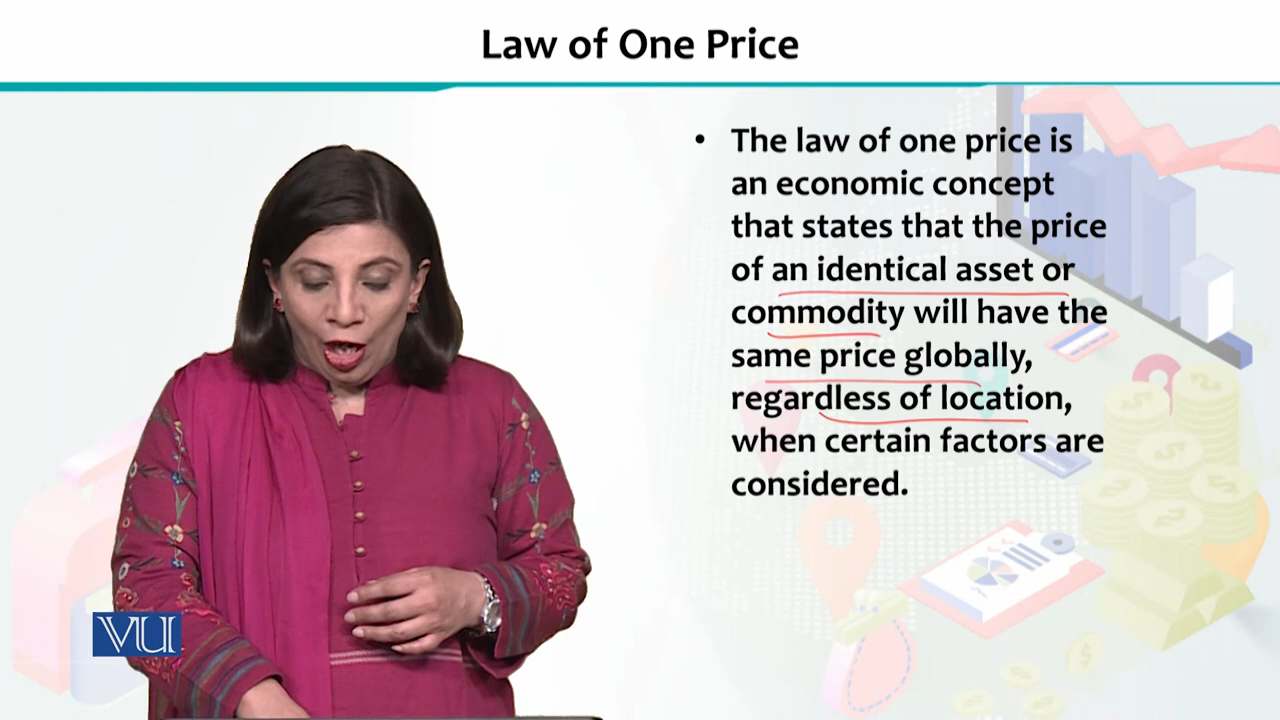 Law of One Price
• The law of one price is
an economic concept
that states that the price
of an identical asset or
commodity will have the
same price globally,
regardless of location,
when certain factors are
considered.
VU